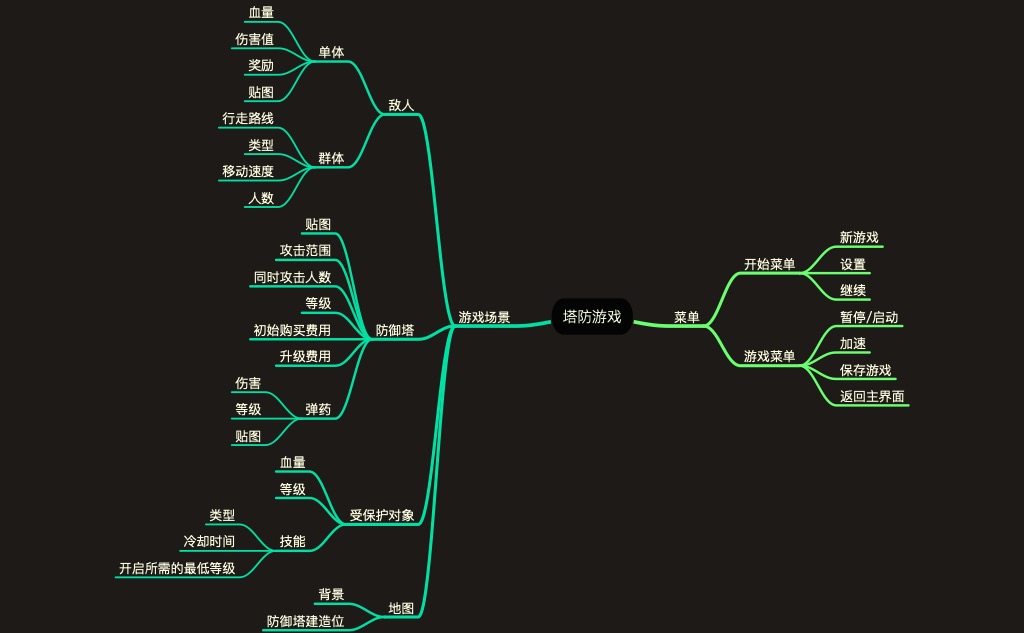 塔防游戏
菜单
开始菜单
新游戏
设置
继续
游戏菜单
暂停/启动
加速
保存游戏
返回主界面
游戏场景
敌人
单体
血量
伤害值
奖励
贴图
群体
行走路线
类型
移动速度
人数
防御塔
贴图
攻击范围
同时攻击人数
等级
初始购买费用
升级费用
弹药
伤害
等级
贴图
受保护对象
血量
等级
技能
类型
冷却时间
开启所需的最低等级
地图
背景
防御塔建造位